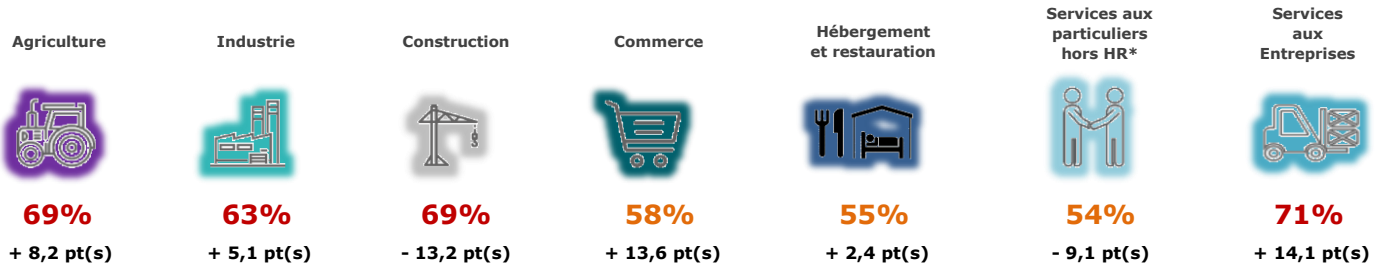 Agriculture
Industrie
Construction
Commerce
Hébergement
et restauration
Services aux
particuliers
hors HR*
Services
aux
Entreprises
69%
63%
69%
58%
55%
54%
71%
+ 8,2 pt(s)
+ 5,1 pt(s)
- 13,2 pt(s)
+ 13,6 pt(s)
+ 2,4 pt(s)
- 9,1 pt(s)
+ 14,1 pt(s)